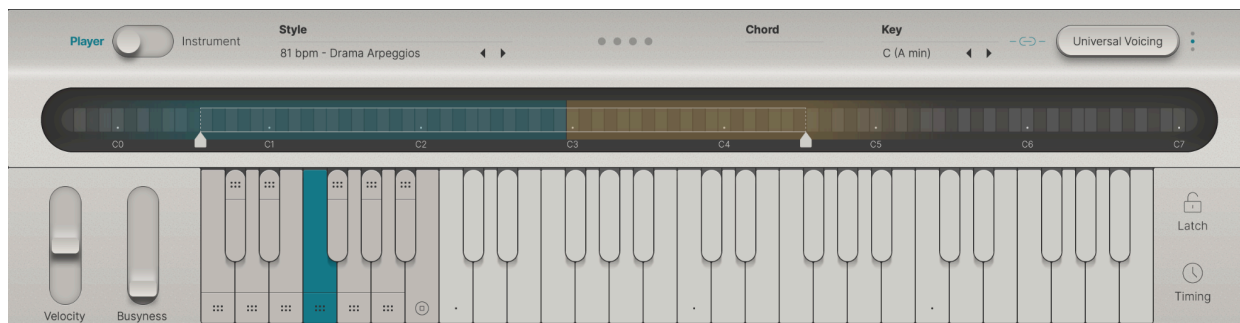 Player
Instrument
Style
81 bpm - Drama Arpeggios
Chord
Key
C (A min)
Universal Voicing
C0 C1 C2 C3 C4 C5 C6 C7
Velocity
Busyness
Latch
Timing